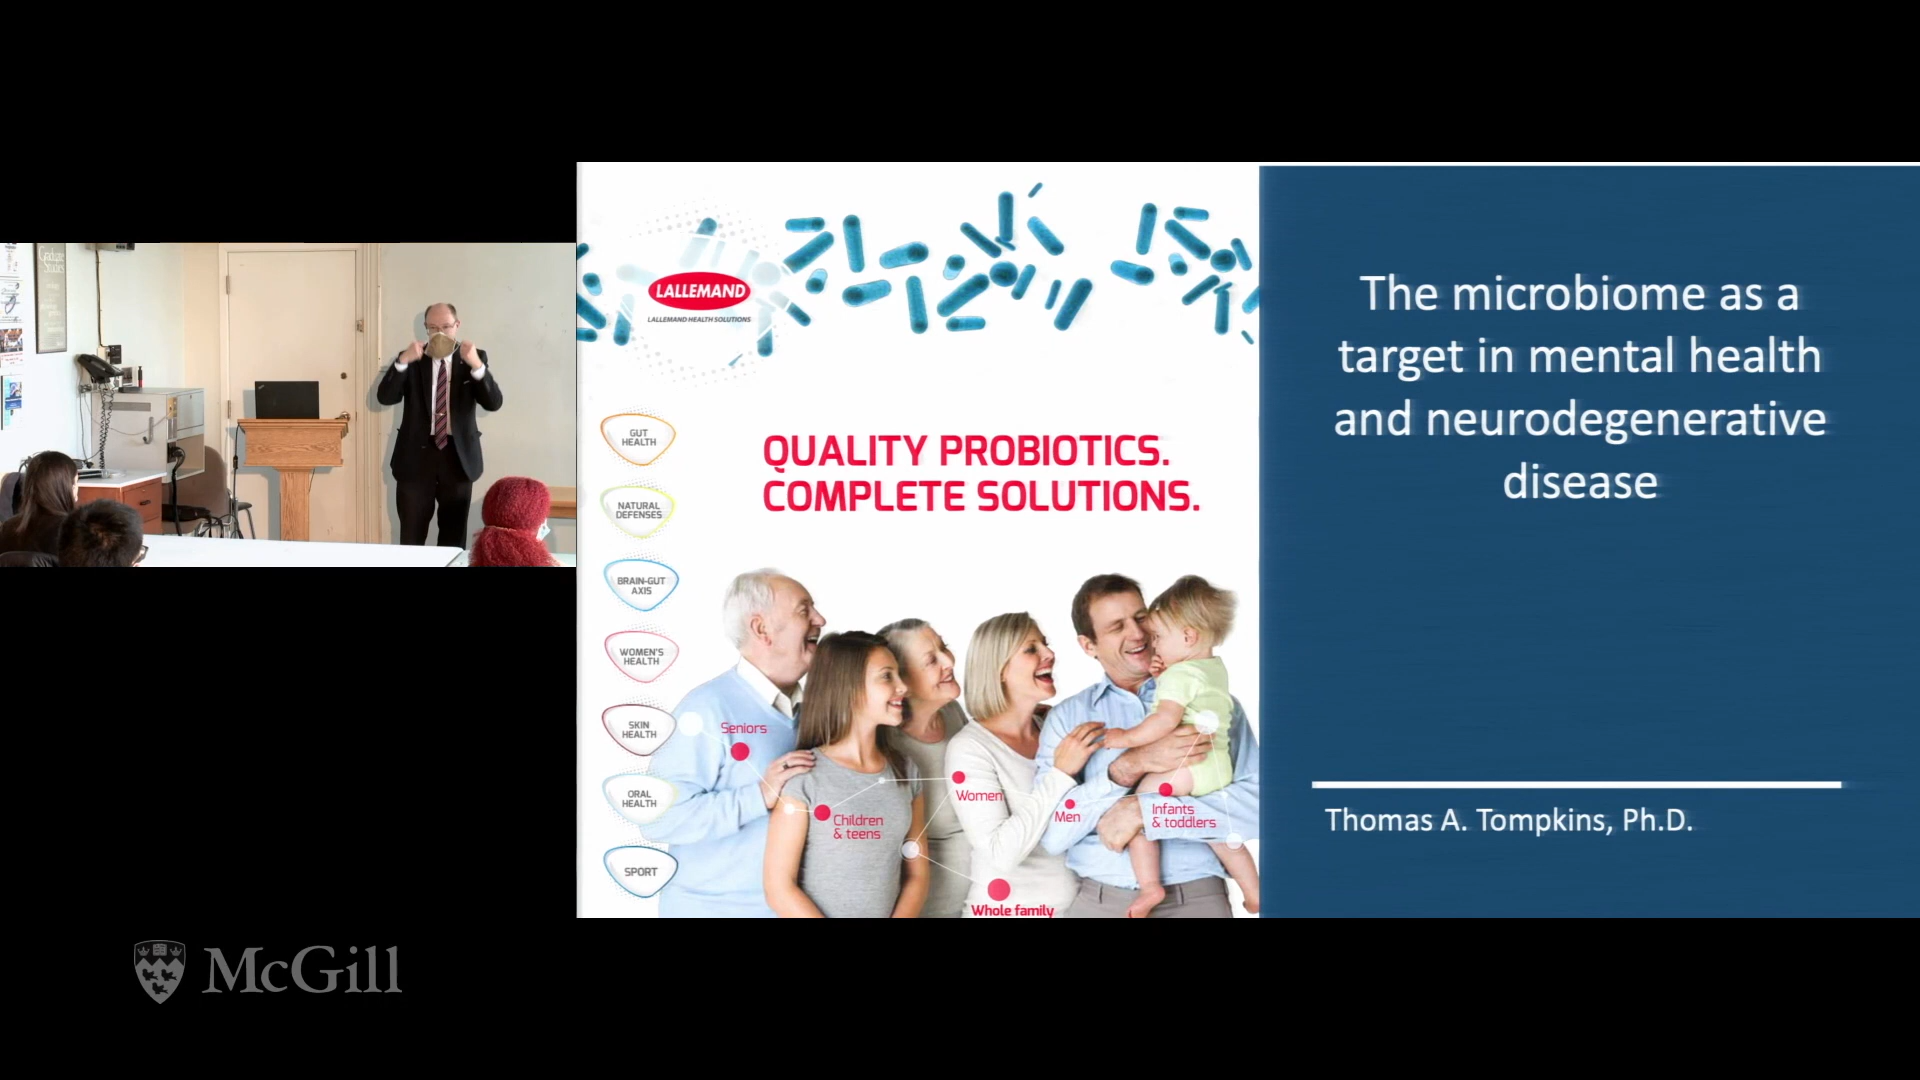 Graduate
Studies
LALLEMAND
LALLEMAND HEALTH SOLUTIONS
GUT
HEALTH
NATURAL
DEFENSES
BRAIN-GUT
AXIS
WOMEN'S
HEALTH
SKIN
HEALTH
ORAL
HEALTH
SPORT
QUALITY PROBIOTICS.
COMPLETE SOLUTIONS.
Seniors
Children
& teens
Women
Men
Infants
& toddlers
Whole family
The microbiome as a
target in mental health
and neurodegenerative
disease
Thomas A. Tompkins, Ph.D.
McGill